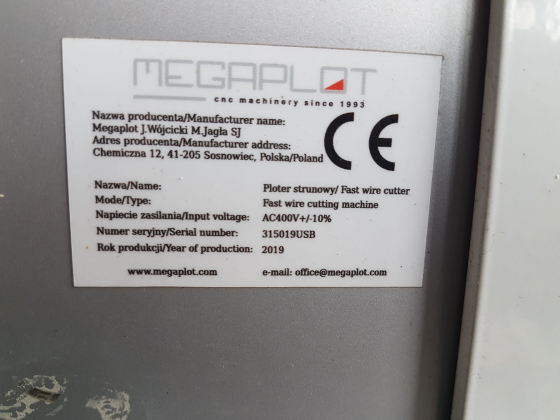 MEGAPLOT
cnc machinery since 1993
Nazwa producenta/Manufacturer name:
Megaplot J.Wójcicki M.Jagła SJ
Adres producenta/Manufacturer address:
Chemiczna 12, 41-205 Sosnowiec, Polska/Poland
CE
Nazwa/Name: Ploter strunowy/ Fast wire cutter
Mode/Type: Fast wire cutting machine
Napiecie zasilania/Input voltage: AC400V+/-10%
Numer seryjny/Serial number: 315019USB
Rok produkcji/Year of production: 2019
www.megaplot.com e-mail: office@megaplot.com